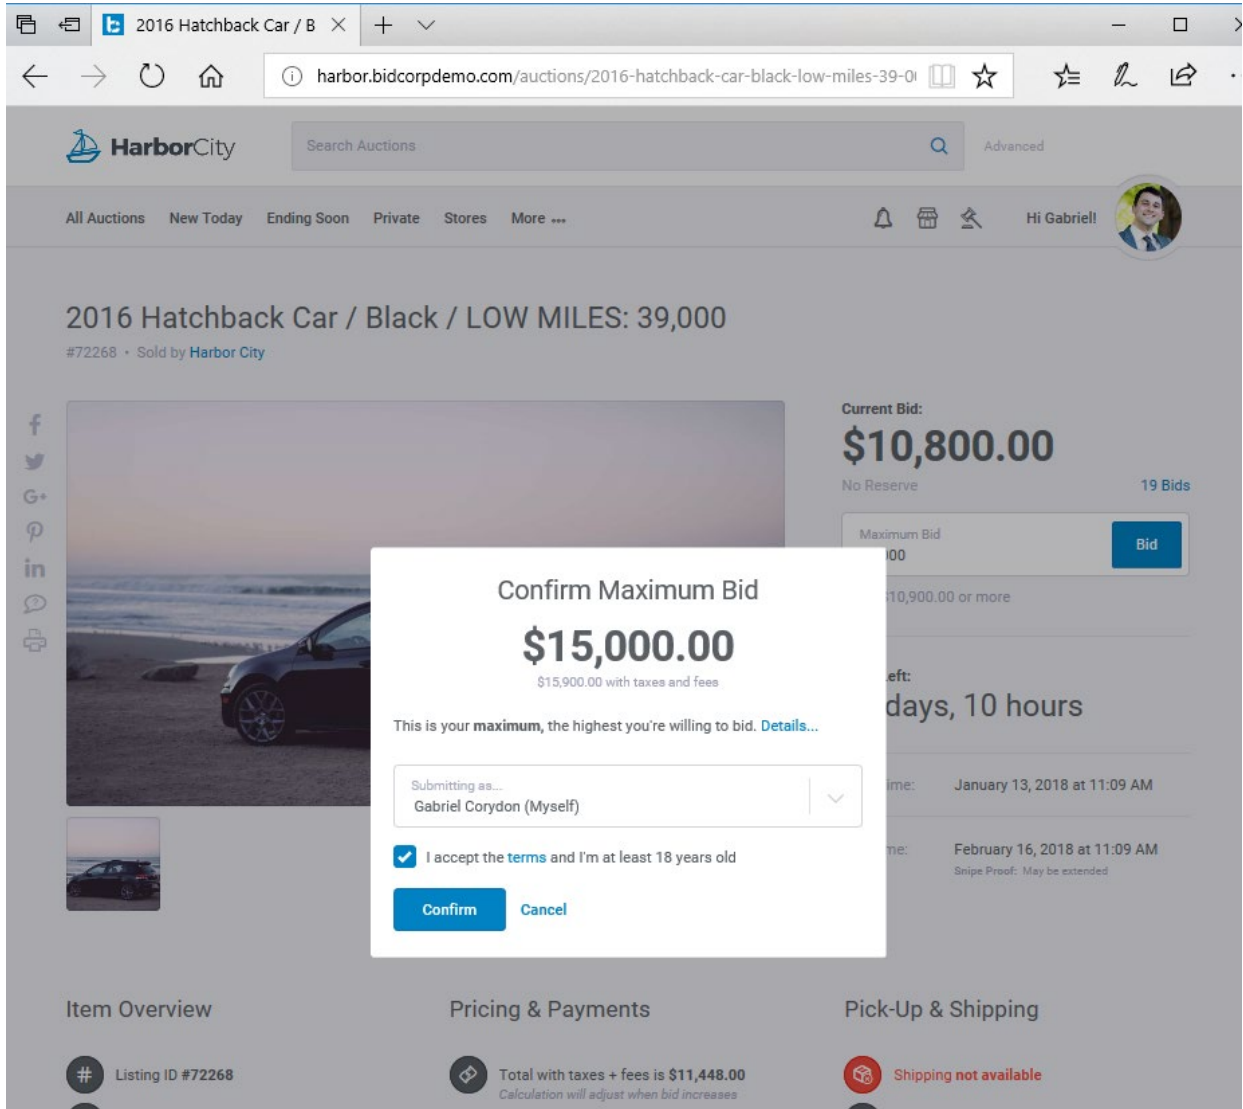 2016 Hatchback Car / B
harbor.bidcorpdemo.com/auctions/2016-hatchback-car-black-low-miles-39-0
HarborCity
Search Auctions
Advanced
All Auctions New Today Ending Soon Private Stores More •••
Hi Gabriel!
2016 Hatchback Car / Black / LOW MILES: 39,000
#72268 • Sold by Harbor City
Current Bid:
$10,800.00
No Reserve 19 Bids
Maximum Bid
000
Bid
10,900.00 or more
Confirm Maximum Bid
$15,000.00
$15,900.00 with taxes and fees
This is your maximum, the highest you're willing to bid. Details...
Submitting as...
Gabriel Corydon (Myself)
I accept the terms and I'm at least 18 years old
Confirm Cancel
Left:
days, 10 hours
ime: January 13, 2018 at 11:09 AM
me: February 16, 2018 at 11:09 AM
Snipe Proof: May be extended
Item Overview
# Listing ID #72268
Pricing & Payments
Total with taxes + fees is $11,448.00
Calculation will adjust when bid increases
Pick-Up & Shipping
Shipping not available